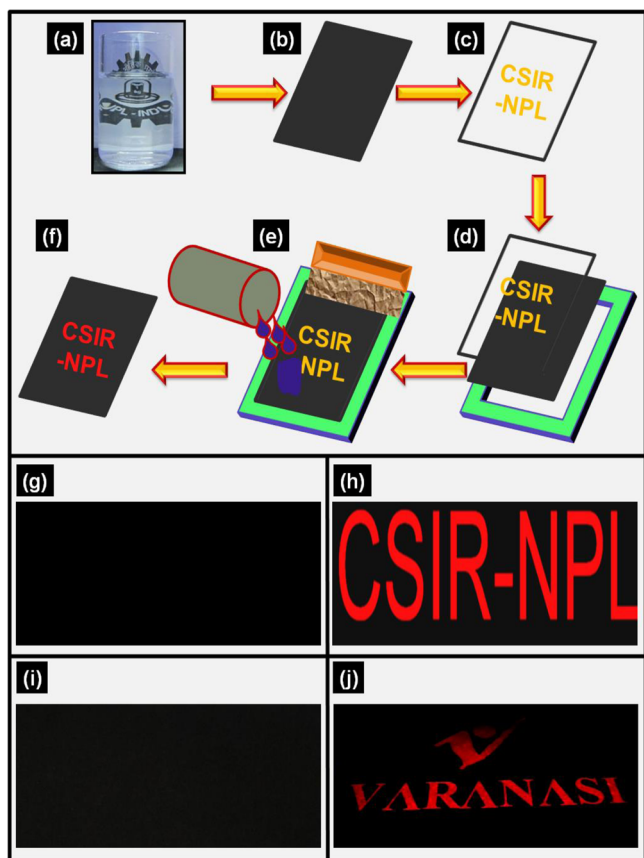 (a)
(b)
(c)
CSIR
-NPL
(f)
(e)
(d)
CSIR
-NPL
CSIR
-NPL
CSIR
NPL
(g)
(h)
CSIR-NPL
(i)
(j)
VARANASI